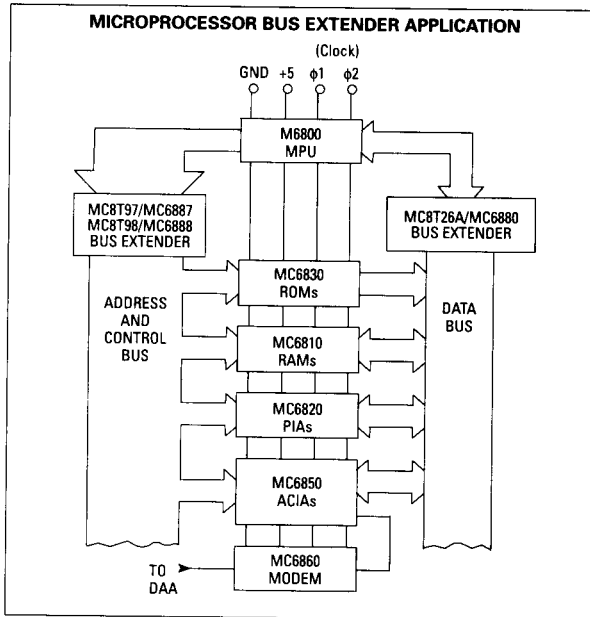 MICROPROCESSOR BUS EXTENDER APPLICATION
(Clock)
GND +5 ϕ1 ϕ2
M6800
MPU
MC8T97/MC6887
MC8T98/MC6888
BUS EXTENDER
MC8T26A/MC6880
BUS EXTENDER
ADDRESS
AND
CONTROL
BUS
MC6830
ROMs
DATA
BUS
MC6810
RAMs
MC6820
PIAs
MC6850
ACIAs
MC6860
MODEM
TO
DAA